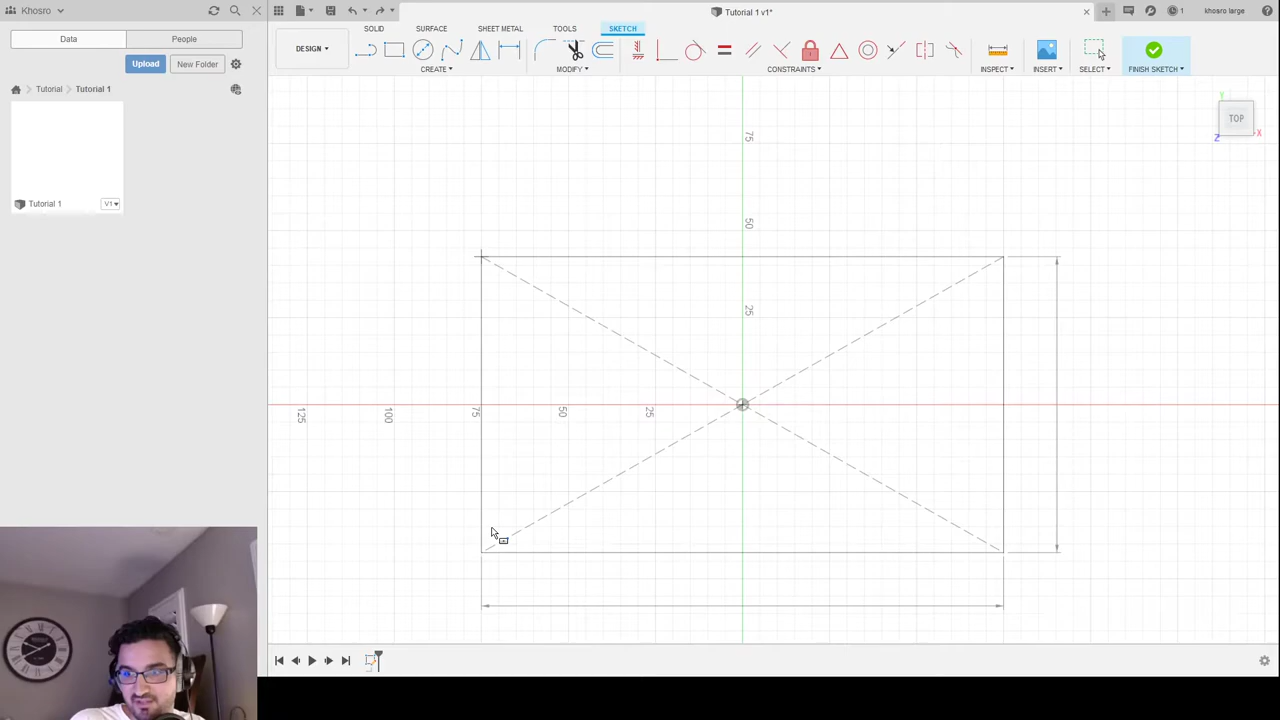 Khosro
Tutorial 1 v1*
1
khosro large
Data
People
SOLID
SURFACE
SHEET METAL
TOOLS
SKETCH
Upload
New Folder
DESIGN
CREATE
MODIFY
CONSTRAINTS
INSPECT
INSERT
SELECT
FINISH SKETCH
Tutorial
Tutorial 1
Y
TOP
X
Z
75
50
25
125
100
75
50
25
Tutorial 1
V1